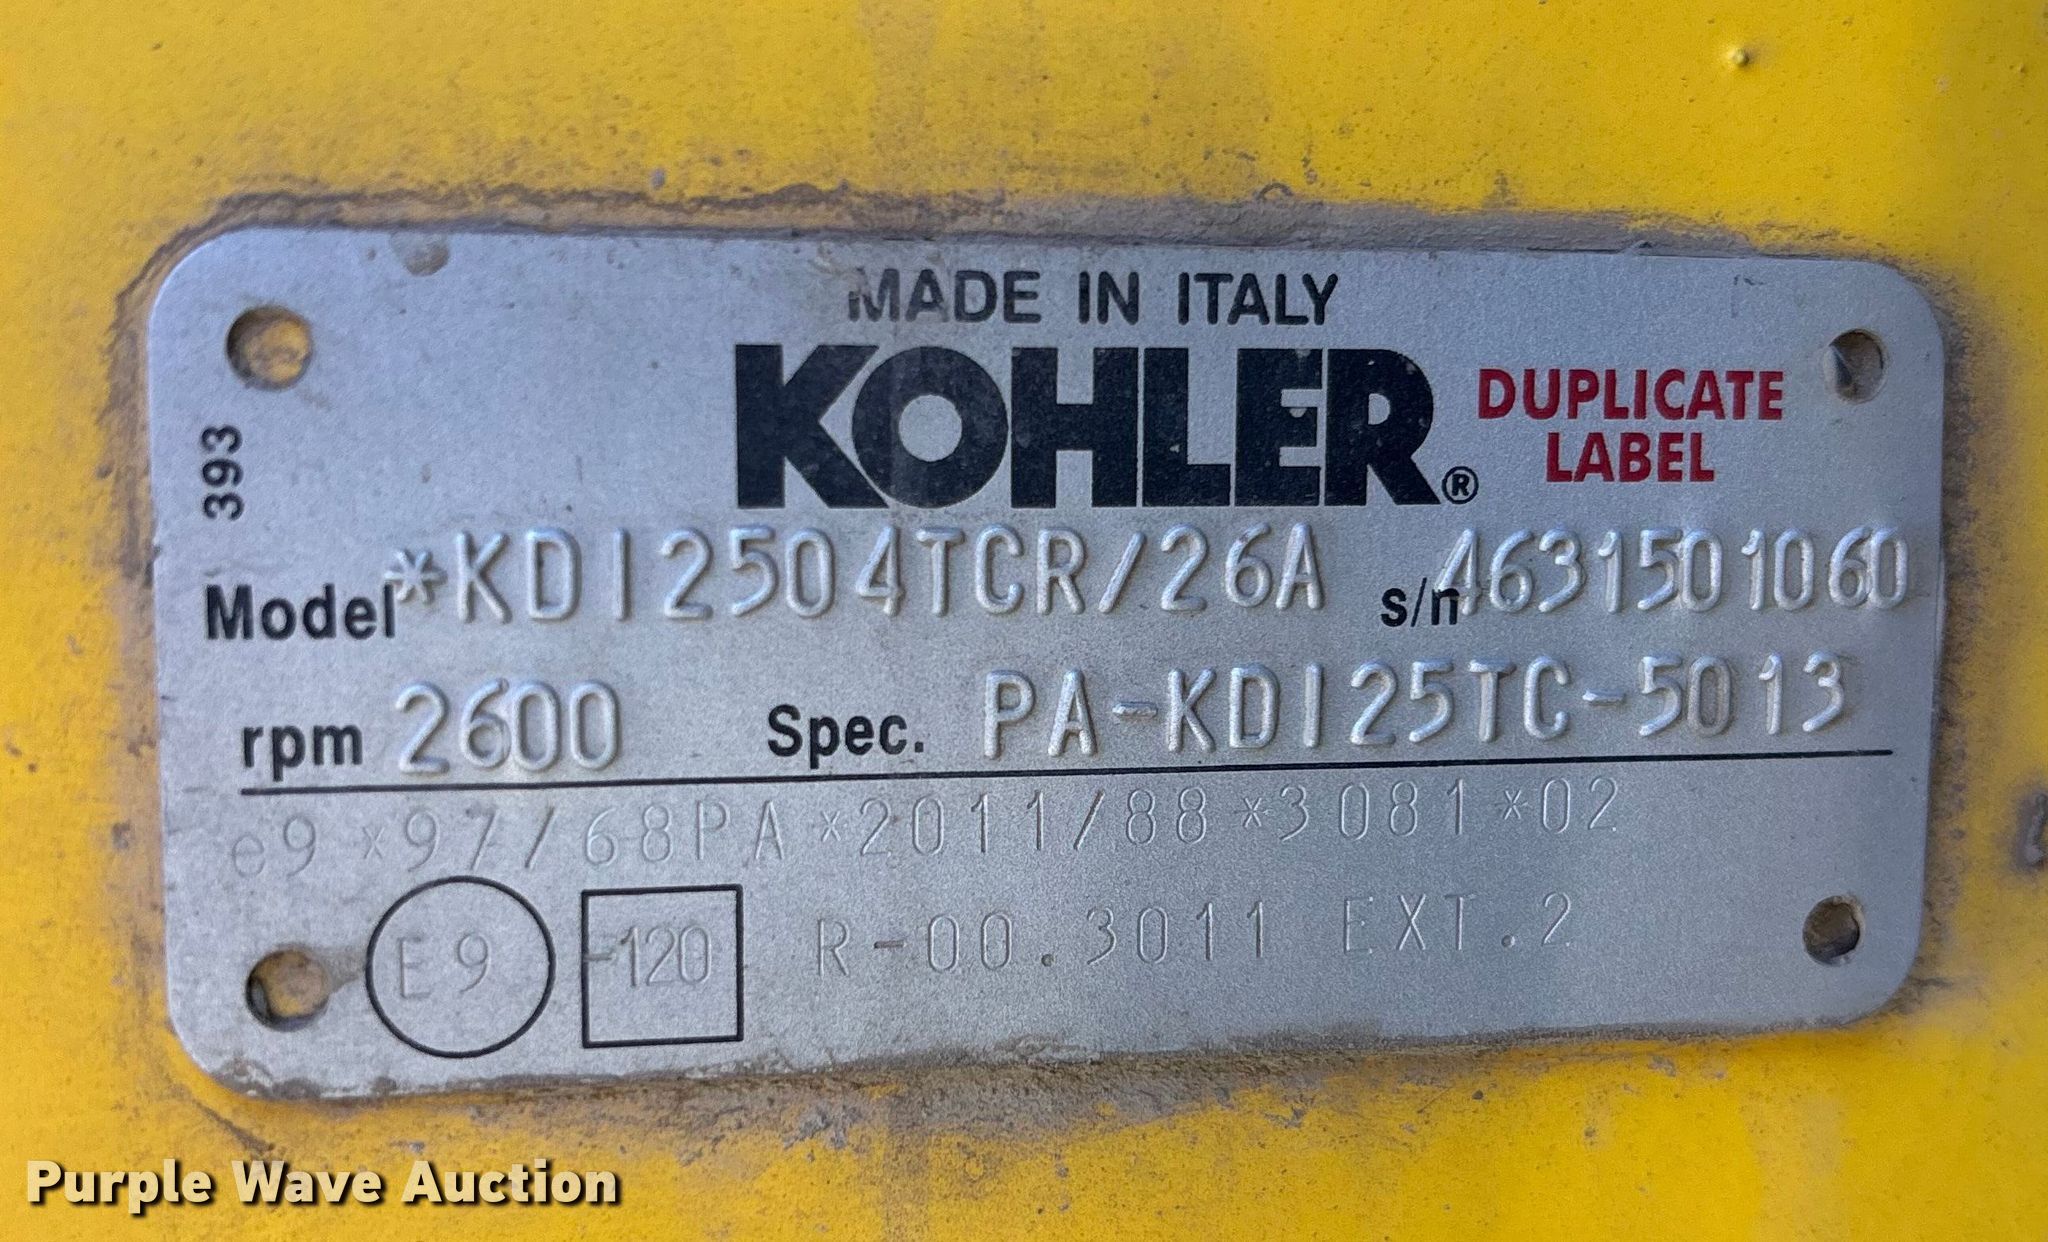 MADE IN ITALY
KOHLER® DUPLICATE LABEL
393
Model *KDI2504TCR/26A s/n 4631501060
rpm 2600 Spec. PA-KDI25TC-5013
e9 *97/68PA*2011/88*3081*02
E9 -120 R-00.3011 EXT.2
Purple Wave Auction